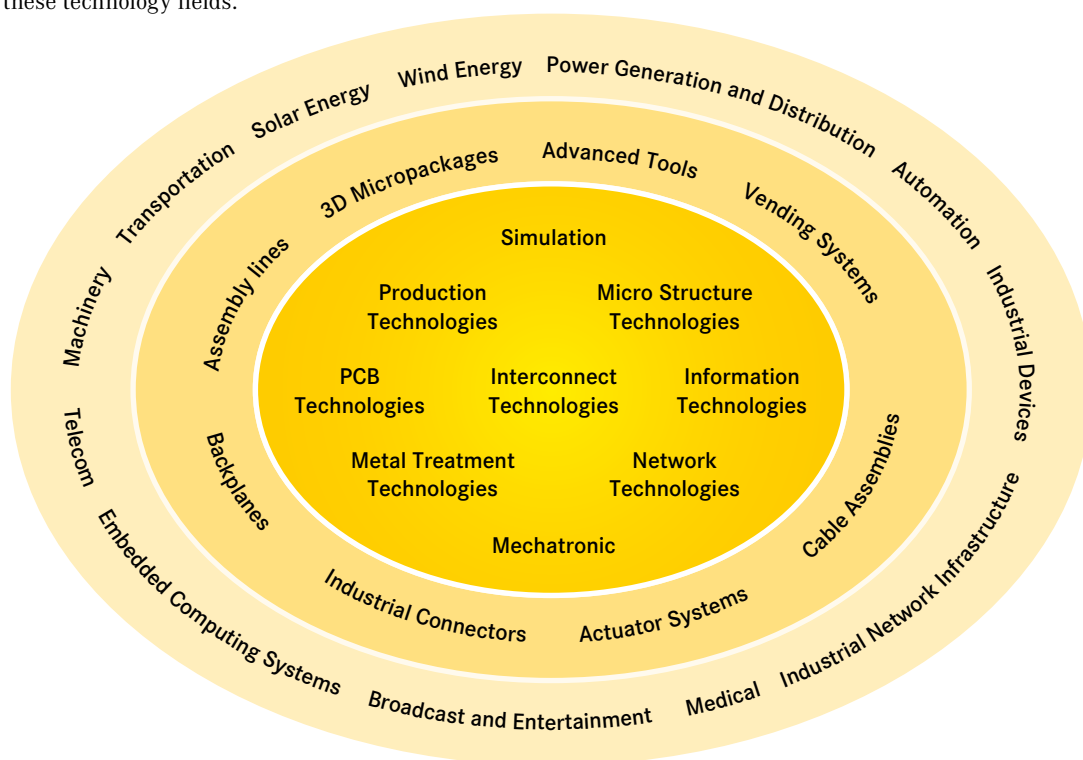 these technology fields.
Wind Energy
Power Generation and Distribution
Solar Energy
Automation
Transportation
Industrial Devices
Machinery
Telecom
Industrial Network Infrastructure
Embedded Computing Systems
Medical
Broadcast and Entertainment
3D Micropackages
Advanced Tools
Vending Systems
Assembly lines
Backplanes
Cable Assemblies
Industrial Connectors
Actuator Systems
Simulation
Production
Technologies
Micro Structure
Technologies
PCB
Technologies
Interconnect
Technologies
Information
Technologies
Metal Treatment
Technologies
Network
Technologies
Mechatronic